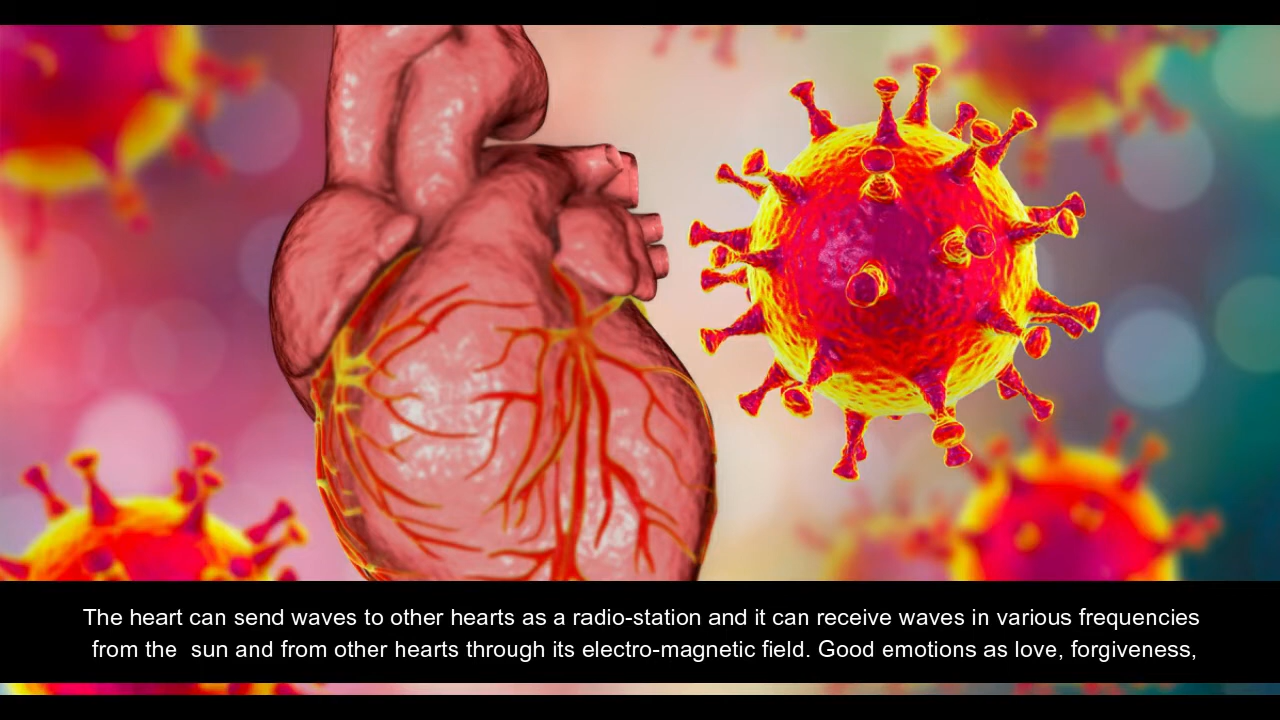 The heart can send waves to other hearts as a radio-station and it can receive waves in various frequencies
from the  sun and from other hearts through its electro-magnetic field. Good emotions as love, forgiveness,